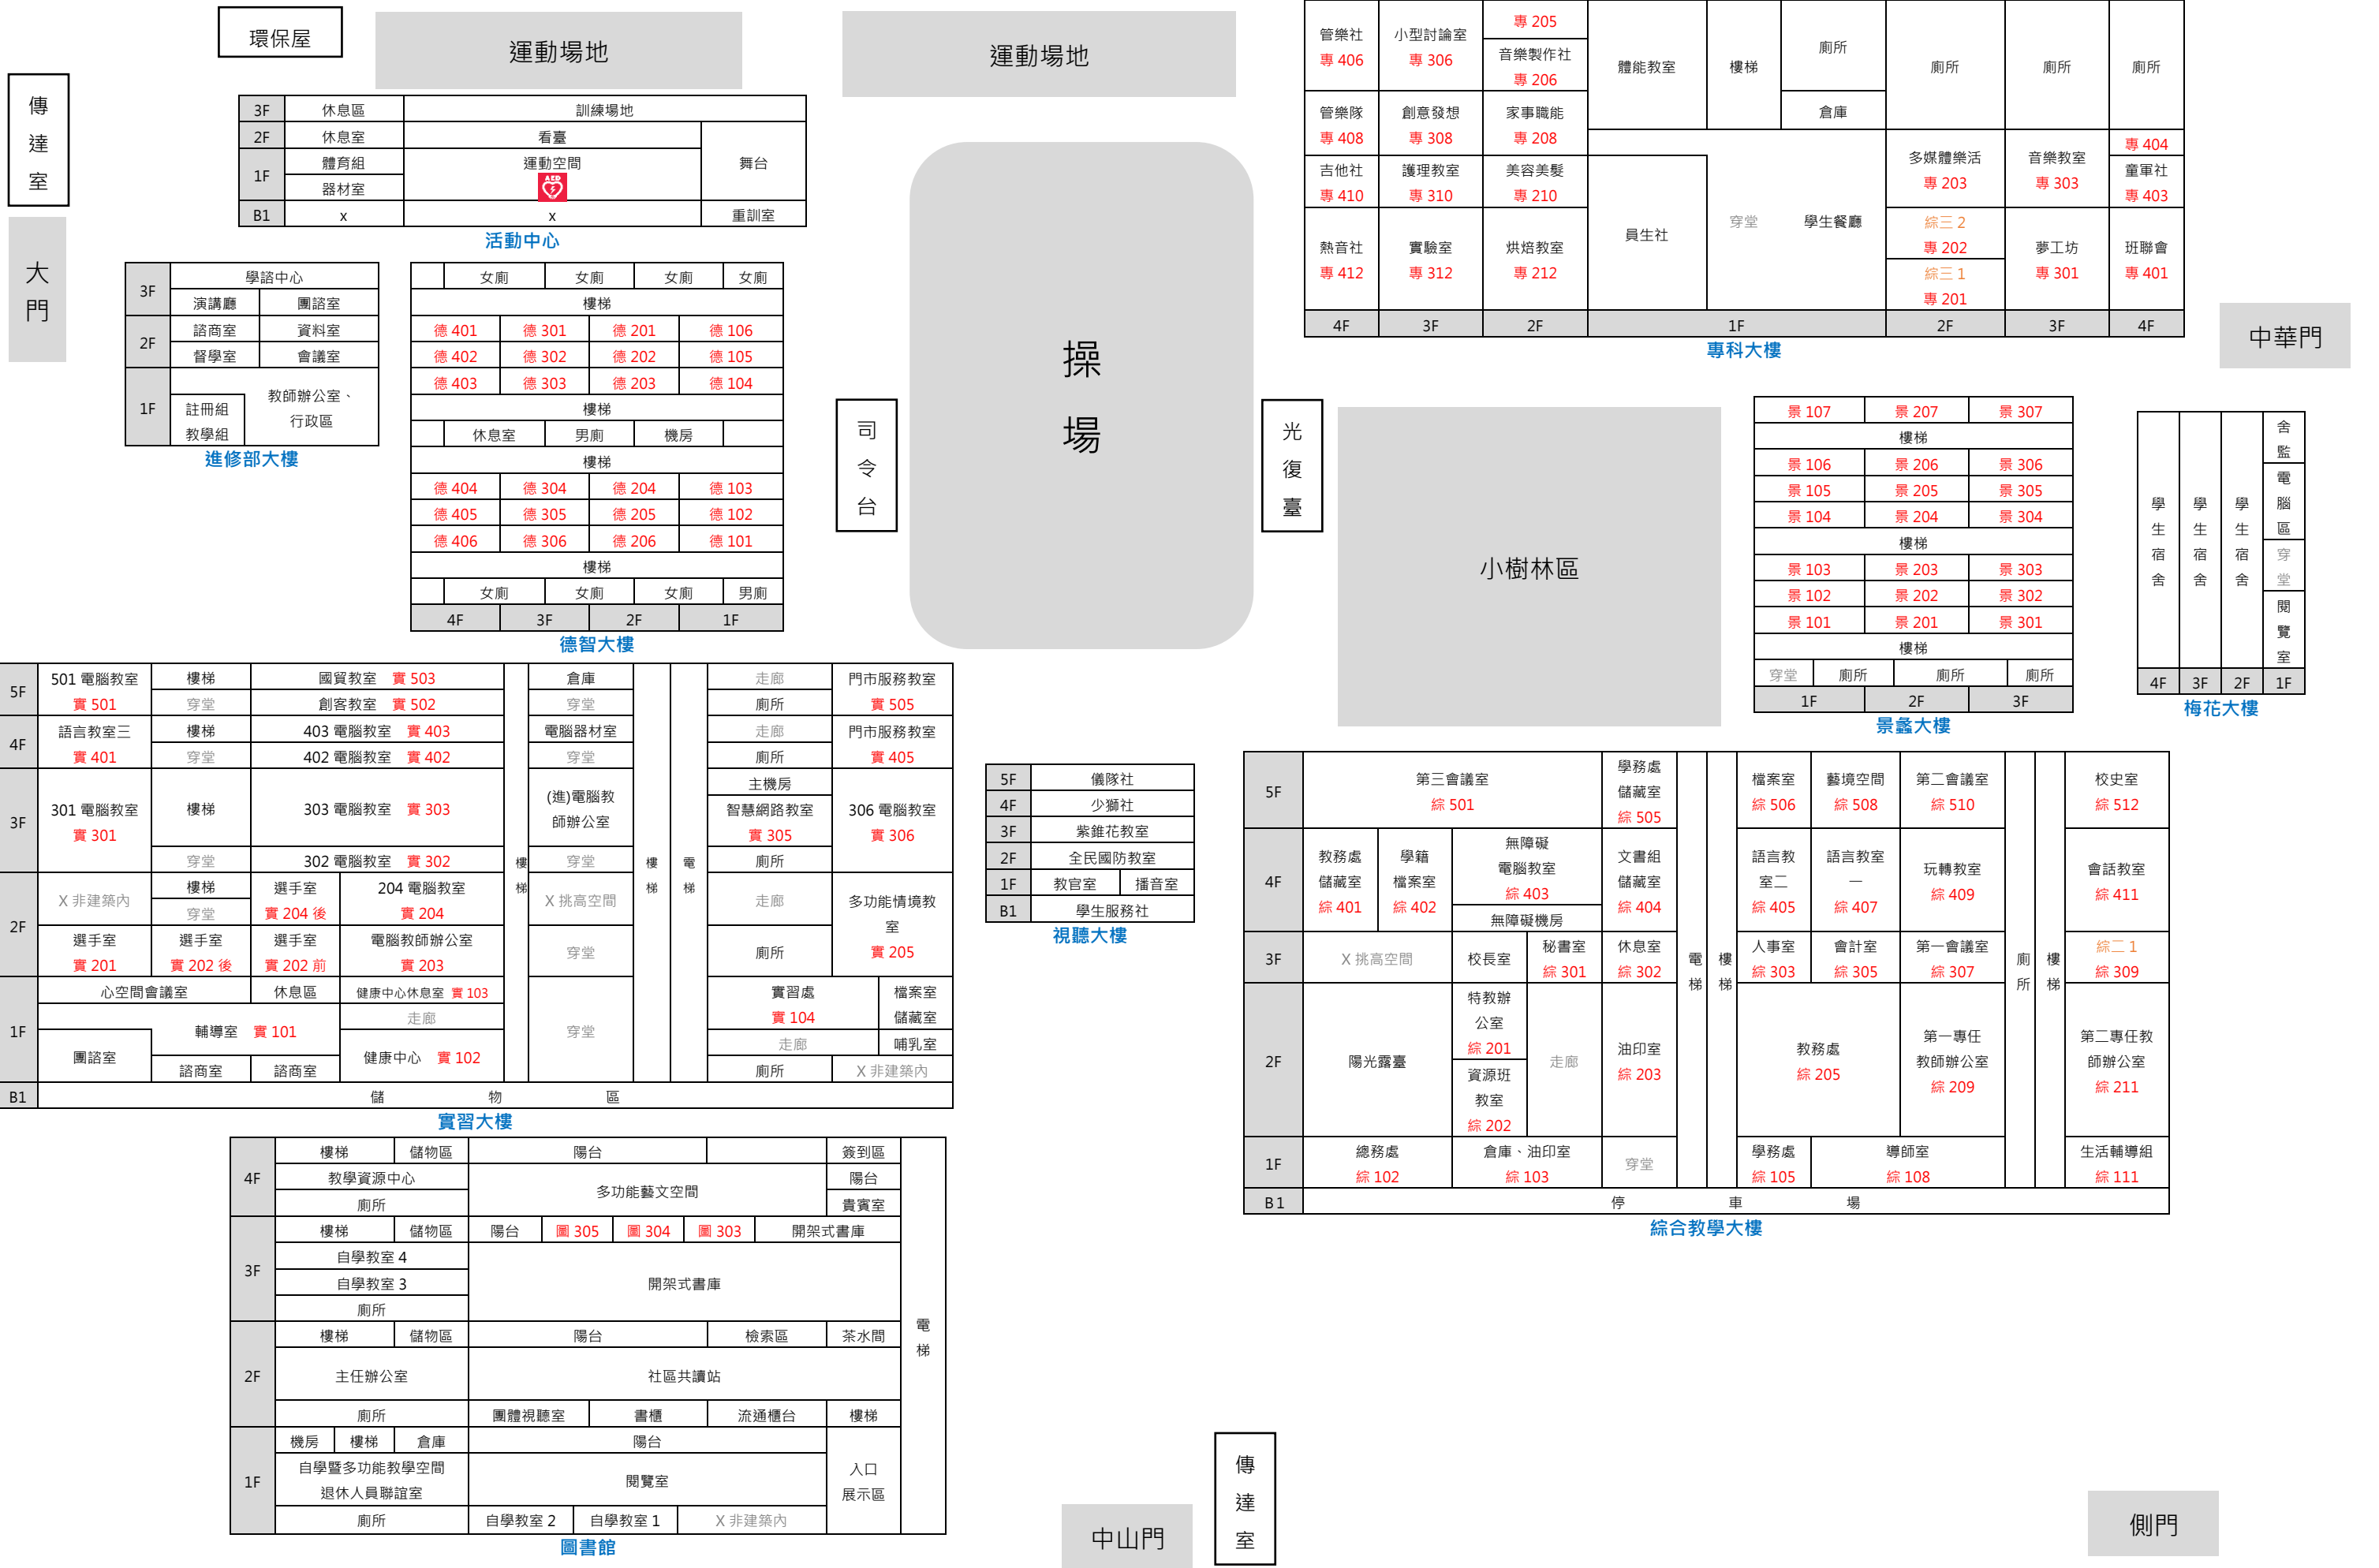 環保屋
運動場地
運動場地
傳
達
室
大
門
3F 休息區 訓練場地
2F 休息室 看臺 舞台
1F 體育組 運動空間
器材室 AED
B1 x x 重訓室
活動中心
3F 學諮中心
演講廳 團諮室
2F 諮商室 資料室
督學室 會議室
1F 教師辦公室、
行政區
註冊組
教學組
進修部大樓
女廁 女廁 女廁 女廁
樓梯
德 401 德 301 德 201 德 106
德 402 德 302 德 202 德 105
德 403 德 303 德 203 德 104
樓梯
休息室 男廁 機房
樓梯
德 404 德 304 德 204 德 103
德 405 德 305 德 205 德 102
德 406 德 306 德 206 德 101
樓梯
女廁 女廁 女廁 男廁
4F 3F 2F 1F
德智大樓
司
令
台
操
場
光
復
臺
小樹林區
管樂社
專 406
小型討論室
專 306
專 205
音樂製作社
專 206
體能教室
樓梯
廁所
倉庫
廁所
廁所
廁所
管樂隊
專 408
創意發想
專 308
家事職能
專 208
多媒體樂活
專 203
音樂教室
專 303
專 404
童軍社
專 403
吉他社
專 410
護理教室
專 310
美容美髮
專 210
員生社
穿堂
學生餐廳
熱音社
專 412
實驗室
專 312
烘焙教室
專 212
綜三 2
專 202
綜三 1
專 201
夢工坊
專 301
班聯會
專 401
4F 3F 2F 1F 2F 3F 4F
專科大樓
中華門
景 107 景 207 景 307
樓梯
景 106 景 206 景 306
景 105 景 205 景 305
景 104 景 204 景 304
樓梯
景 103 景 203 景 303
景 102 景 202 景 302
景 101 景 201 景 301
樓梯
穿堂 廁所 廁所 廁所
1F 2F 3F
景蠡大樓
學
生
宿
舍
學
生
宿
舍
學
生
宿
舍
舍
監
電
腦
區
穿
堂
閱
覽
室
4F 3F 2F 1F
梅花大樓
5F
501 電腦教室
實 501
樓梯
穿堂
國貿教室 實 503
創客教室 實 502
倉庫
穿堂
走廊
廁所
門市服務教室
實 505
4F
語言教室三
實 401
樓梯
穿堂
403 電腦教室 實 403
402 電腦教室 實 402
電腦器材室
穿堂
走廊
廁所
門市服務教室
實 405
3F
301 電腦教室
實 301
樓梯
穿堂
303 電腦教室 實 303
302 電腦教室 實 302
樓
梯
(進)電腦教
師辦公室
穿堂
樓
梯
電
梯
主機房
智慧網路教室
實 305
廁所
306 電腦教室
實 306
2F
X 非建築內
樓梯
穿堂
選手室
實 204 後
204 電腦教室
實 204
X 挑高空間
走廊
多功能情境教
室
實 205
選手室
實 201
選手室
實 202 後
選手室
實 202 前
電腦教師辦公室
實 203
穿堂
廁所
1F
心空間會議室 休息區 健康中心休息室 實 103
輔導室 實 101
走廊
團諮室
諮商室 諮商室
健康中心 實 102
穿堂
實習處
實 104
檔案室
儲藏室
走廊 哺乳室
廁所 X 非建築內
B1 儲 物 區
實習大樓
5F 儀隊社
4F 少獅社
3F 紫錐花教室
2F 全民國防教室
1F 教官室 播音室
B1 學生服務社
視聽大樓
5F
第三會議室
綜 501
學務處
儲藏室
綜 505
檔案室
綜 506
藝境空間
綜 508
第二會議室
綜 510
校史室
綜 512
4F
教務處
儲藏室
綜 401
學籍
檔案室
綜 402
無障礙
電腦教室
綜 403
無障礙機房
文書組
儲藏室
綜 404
語言教
室二
綜 405
語言教室
一
綜 407
玩轉教室
綜 409
會話教室
綜 411
3F
X 挑高空間
校長室
秘書室
綜 301
休息室
綜 302
電
梯
樓
梯
人事室
綜 303
會計室
綜 305
第一會議室
綜 307
廁
所
樓
梯
綜二 1
綜 309
2F
陽光露臺
特教辦
公室
綜 201
資源班
教室
綜 202
走廊
油印室
綜 203
教務處
綜 205
第一專任
教師辦公室
綜 209
第二專任教
師辦公室
綜 211
1F
總務處
綜 102
倉庫、油印室
綜 103
穿堂
學務處
綜 105
導師室
綜 108
生活輔導組
綜 111
B1 停 車 場
綜合教學大樓
4F
樓梯 儲物區 陽台 簽到區
教學資源中心
多功能藝文空間
陽台
廁所
貴賓室
3F
樓梯 儲物區 陽台 圖 305 圖 304 圖 303 開架式書庫
自學教室 4
自學教室 3
廁所
開架式書庫
電
梯
2F
樓梯 儲物區 陽台 檢索區 茶水間
主任辦公室 社區共讀站
廁所 團體視聽室 書櫃 流通櫃台 樓梯
1F
機房 樓梯 倉庫 陽台
自學暨多功能教學空間
退休人員聯誼室
閱覽室
入口
展示區
廁所 自學教室 2 自學教室 1 X 非建築內
圖書館
中山門
傳
達
室
側門